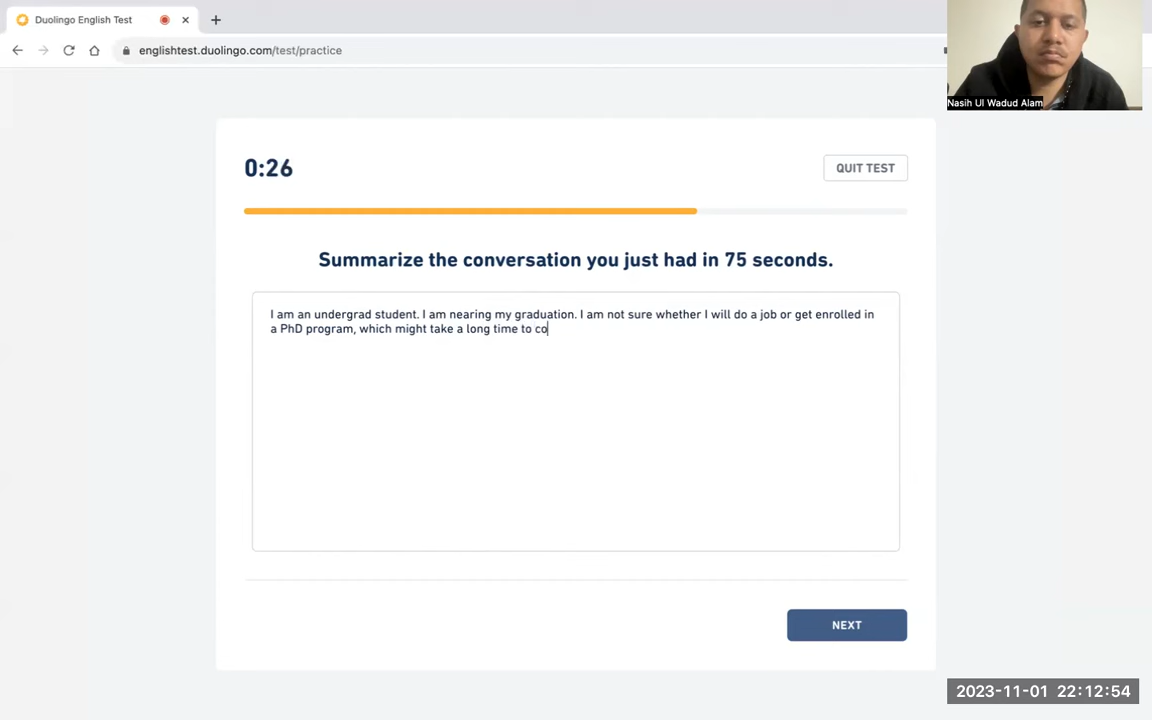 Duolingo English Test
englishtest.duolingo.com/test/practice
Nasih Ul Wadud Alam
0:26
QUIT TEST
Summarize the conversation you just had in 75 seconds.
I am an undergrad student. I am nearing my graduation. I am not sure whether I will do a job or get enrolled in
a PhD program, which might take a long time to co
NEXT
2023-11-01 22:12:54